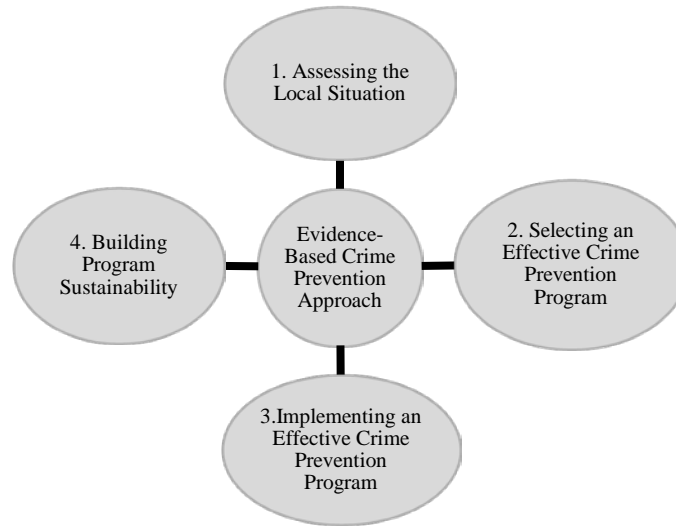 1. Assessing the
Local Situation
4. Building
Program
Sustainability
Evidence-
Based Crime
Prevention
Approach
2. Selecting an
Effective Crime
Prevention
Program
3.Implementing an
Effective Crime
Prevention
Program